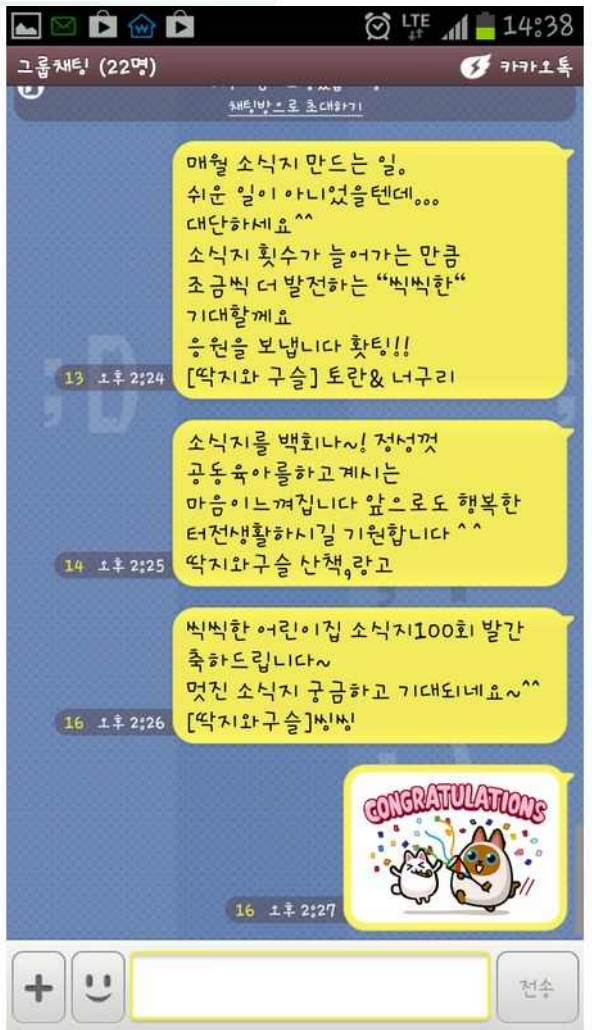 LTE 14:38
그룹채팅 (22명) 카카오톡
채팅방으로 초대하기
매월 소식지 만드는 일.
쉬운 일이 아니었을텐데...
대단하세요^^
소식지 횟수가 늘어가는 만큼
조금씩 더 발전하는 “씩씩한“
기대할께요
응원을 보냅니다 홧팅!!
[딱지와 구슬] 토란& 너구리
13 오후 2:24
소식지를 백회나~! 정성껏
공동육아를하고계시는
마음이느껴집니다 앞으로도 행복한
터전생활하시길 기원합니다 ^^
딱지와구슬 산책,랑고
14 오후 2:25
씩씩한 어린이집 소식지100회 발간
축하드립니다~
멋진 소식지 궁금하고 기대되네요~^^
[딱지와구슬]씽씽
16 오후 2:26
CONGRATULATIONS
16 오후 2:27
전송